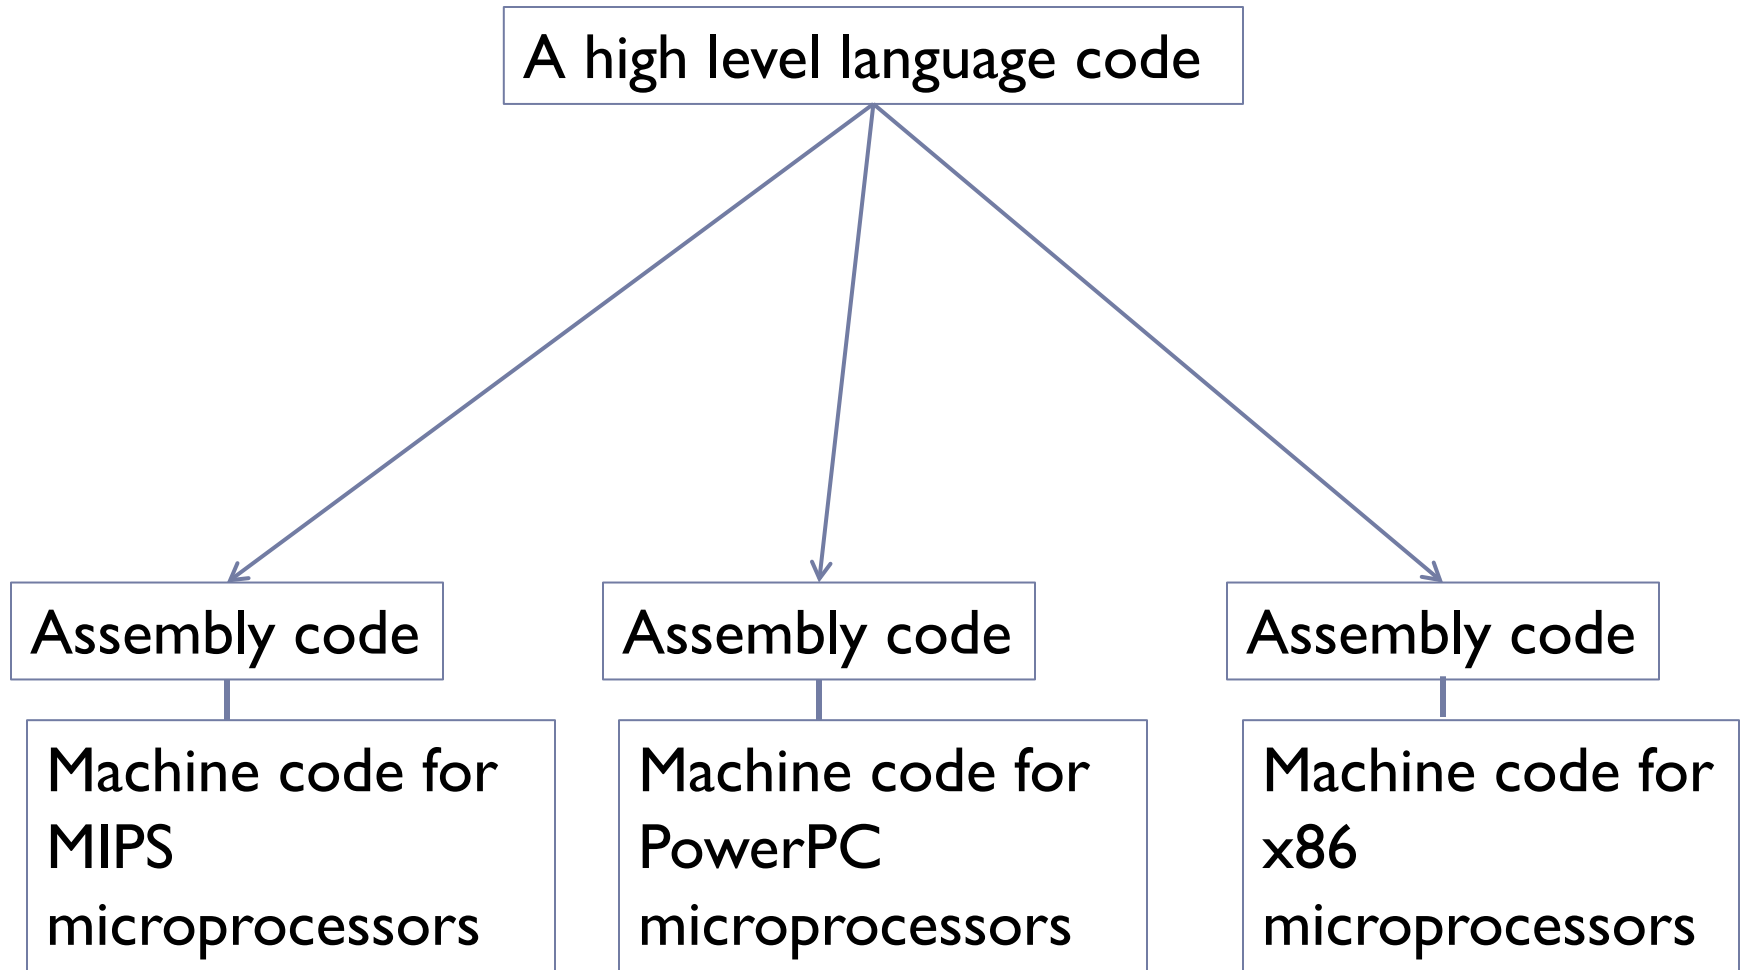 A high level language code
Assembly code
Assembly code
Assembly code
Machine code for
MIPS
microprocessors
Machine code for
PowerPC
microprocessors
Machine code for
x86
microprocessors